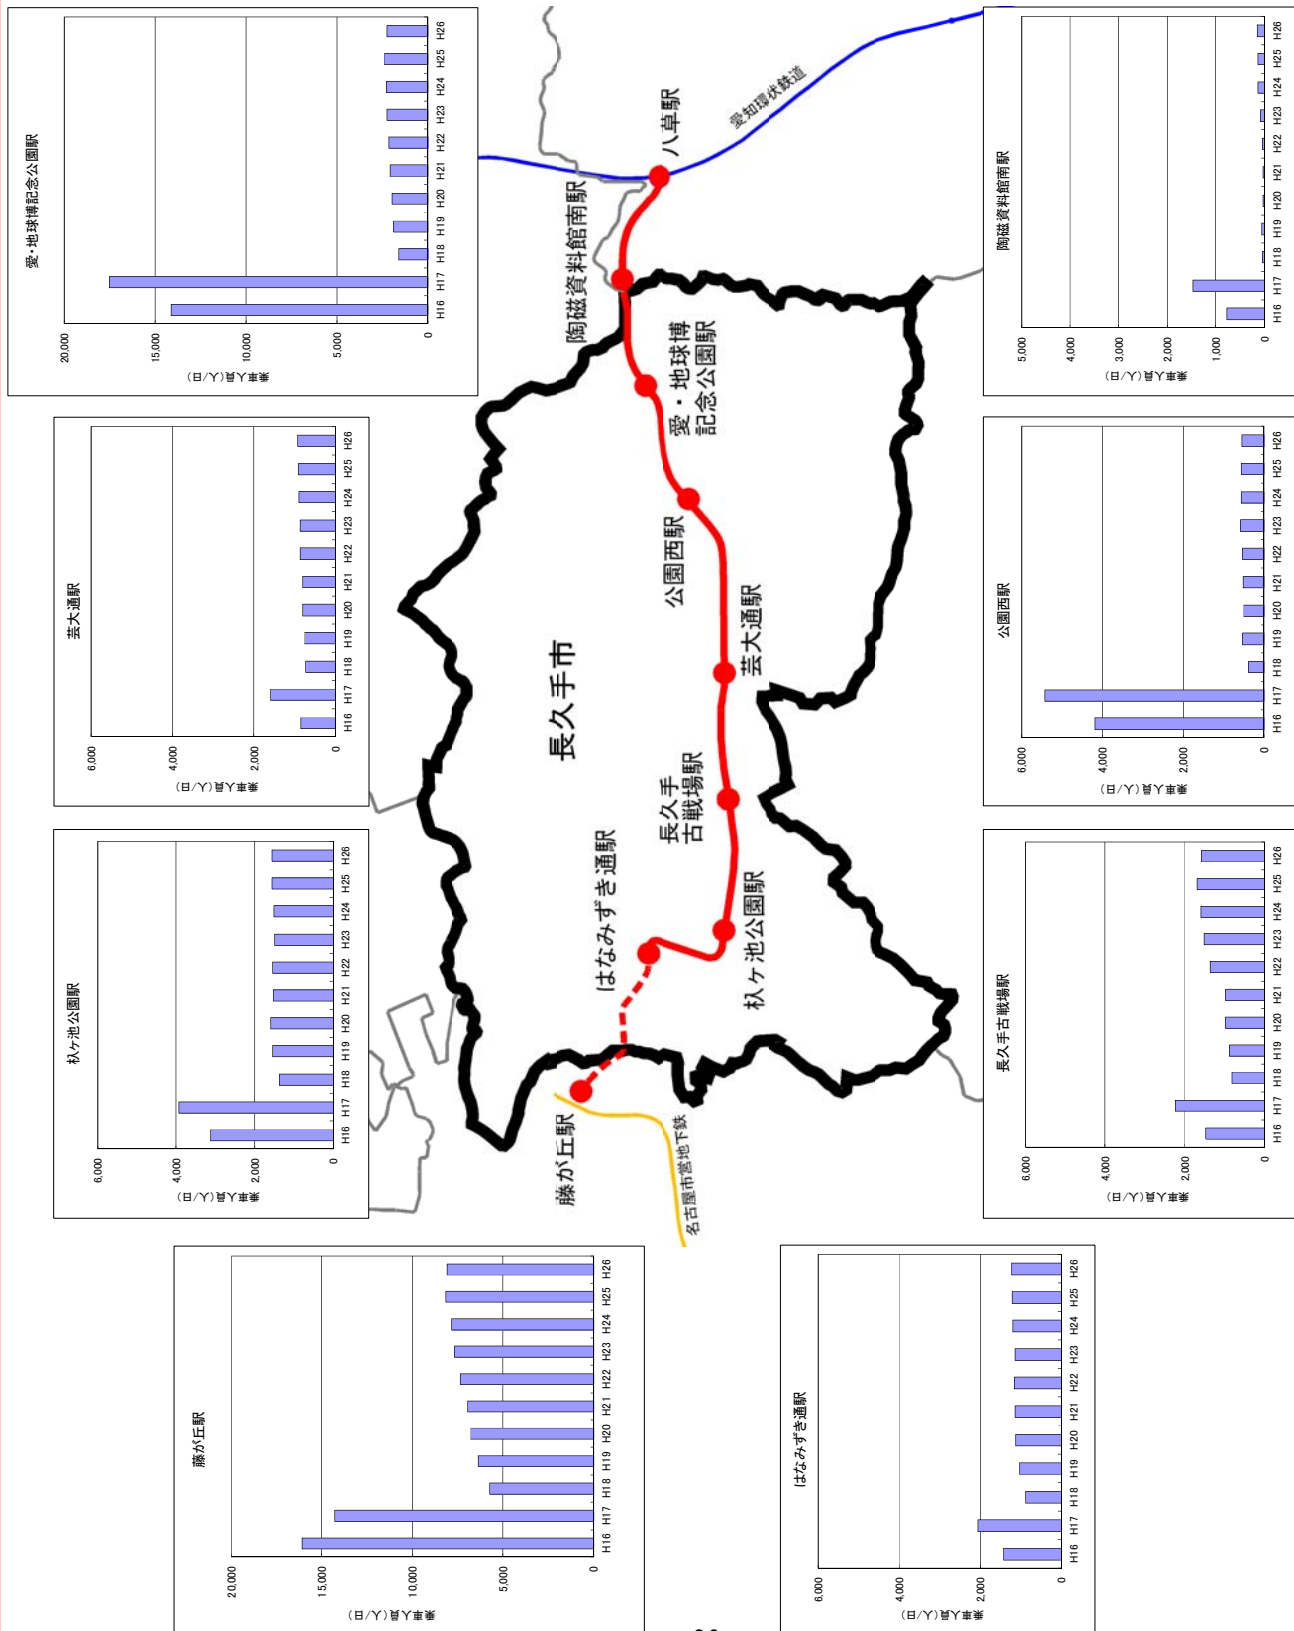 藤が丘駅
乗車人員(人/日)
20,000
15,000
10,000
5,000
0
H16 H17 H18 H19 H20 H21 H22 H23 H24 H25 H26
杁ヶ池公園駅
乗車人員(人/日)
6,000
4,000
2,000
0
H16 H17 H18 H19 H20 H21 H22 H23 H24 H25 H26
芸大通駅
乗車人員(人/日)
6,000
4,000
2,000
0
H16 H17 H18 H19 H20 H21 H22 H23 H24 H25 H26
愛・地球博記念公園駅
乗車人員(人/日)
20,000
15,000
10,000
5,000
0
H16 H17 H18 H19 H20 H21 H22 H23 H24 H25 H26
長久手市
藤が丘駅
名古屋市営地下鉄
はなみずき通駅
杁ヶ池公園駅
長久手
古戦場駅
芸大通駅
公園西駅
愛・地球博
記念公園駅
陶磁資料館南駅
八草駅
愛知環状鉄道
はなみずき通駅
乗車人員(人/日)
6,000
4,000
2,000
0
H16 H17 H18 H19 H20 H21 H22 H23 H24 H25 H26
長久手古戦場駅
乗車人員(人/日)
6,000
4,000
2,000
0
H16 H17 H18 H19 H20 H21 H22 H23 H24 H25 H26
公園西駅
乗車人員(人/日)
6,000
4,000
2,000
0
H16 H17 H18 H19 H20 H21 H22 H23 H24 H25 H26
陶磁資料館南駅
乗車人員(人/日)
5,000
4,000
3,000
2,000
1,000
0
H16 H17 H18 H19 H20 H21 H22 H23 H24 H25 H26